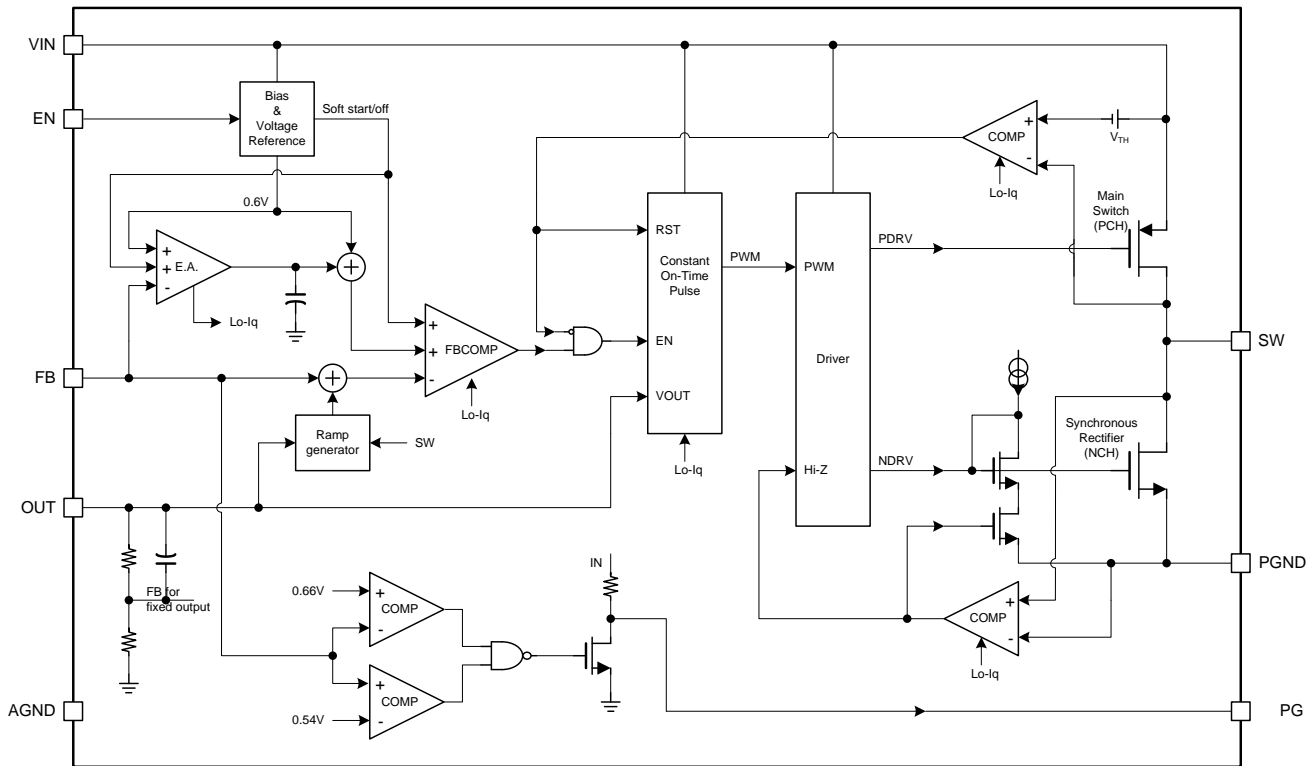 VIN
EN
Bias
&
Voltage
Reference
Soft start/off
COMP
+
-
VTH
Lo-Iq
0.6V
Main
Switch
(PCH)
+
+
-
E.A.
Lo-Iq
RST
Constant
On-Time
Pulse
EN
VOUT
Lo-Iq
PWM
PWM
Driver
Hi-Z
PDRV
NDRV
+
+
-
FBCOMP
Lo-Iq
SW
FB
Ramp
generator
SW
Synchronous
Rectifier
(NCH)
OUT
FB for
fixed output
0.66V
+
-
COMP
IN
+
-
COMP
Lo-Iq
PGND
+
-
COMP
0.54V
AGND
PG